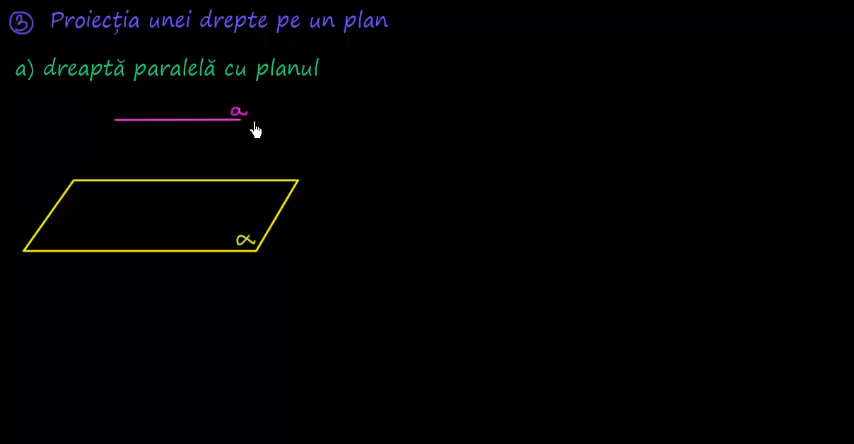 ③ Proiecția unei drepte pe un plan
a) dreaptă paralelă cu planul
a
α